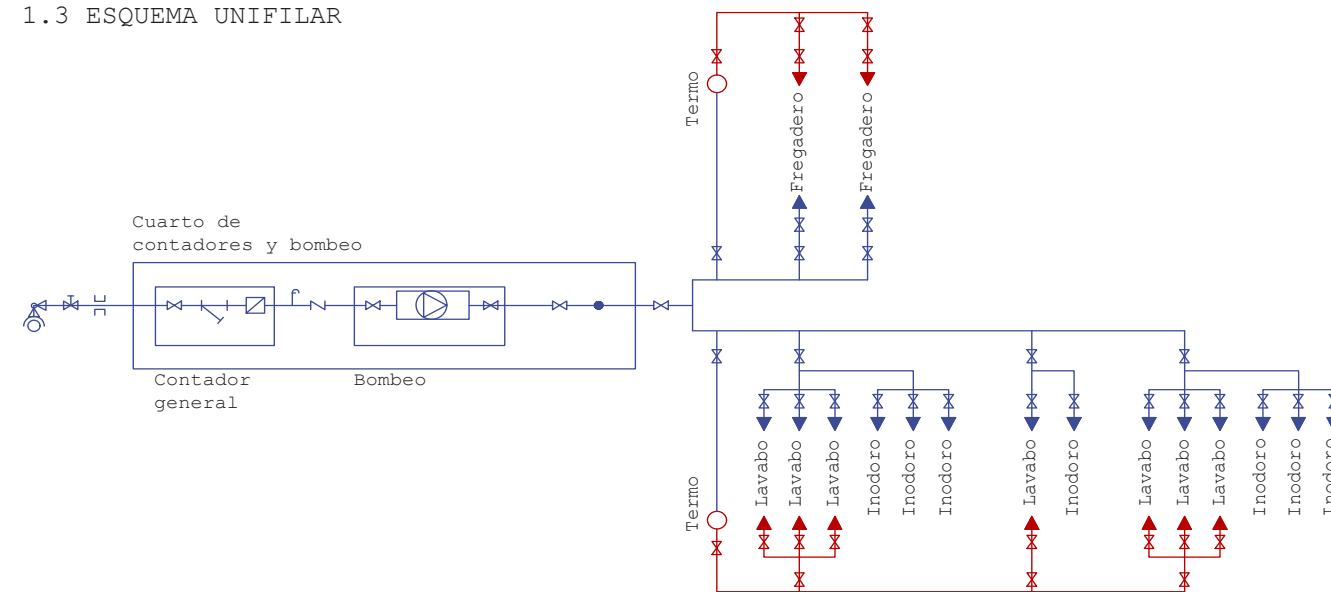 1.3 ESQUEMA UNIFILAR
Termo
Fregadero
Fregadero
Cuarto de
contadores y bombeo
Contador
general
Bombeo
Termo
Lavabo
Lavabo
Lavabo
Inodoro
Inodoro
Inodoro
Lavabo
Inodoro
Lavabo
Lavabo
Lavabo
Inodoro
Inodoro
Inodoro